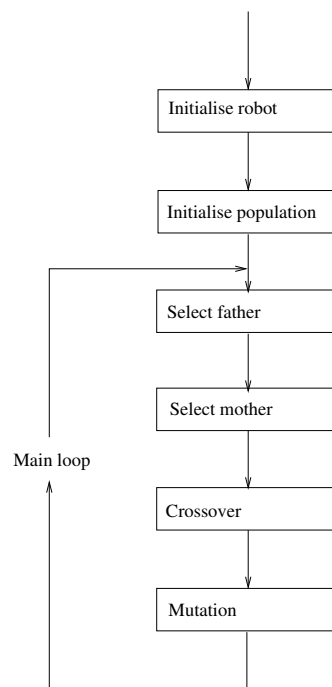 Initialise robot
Initialise population
Select father
Select mother
Main loop
Crossover
Mutation